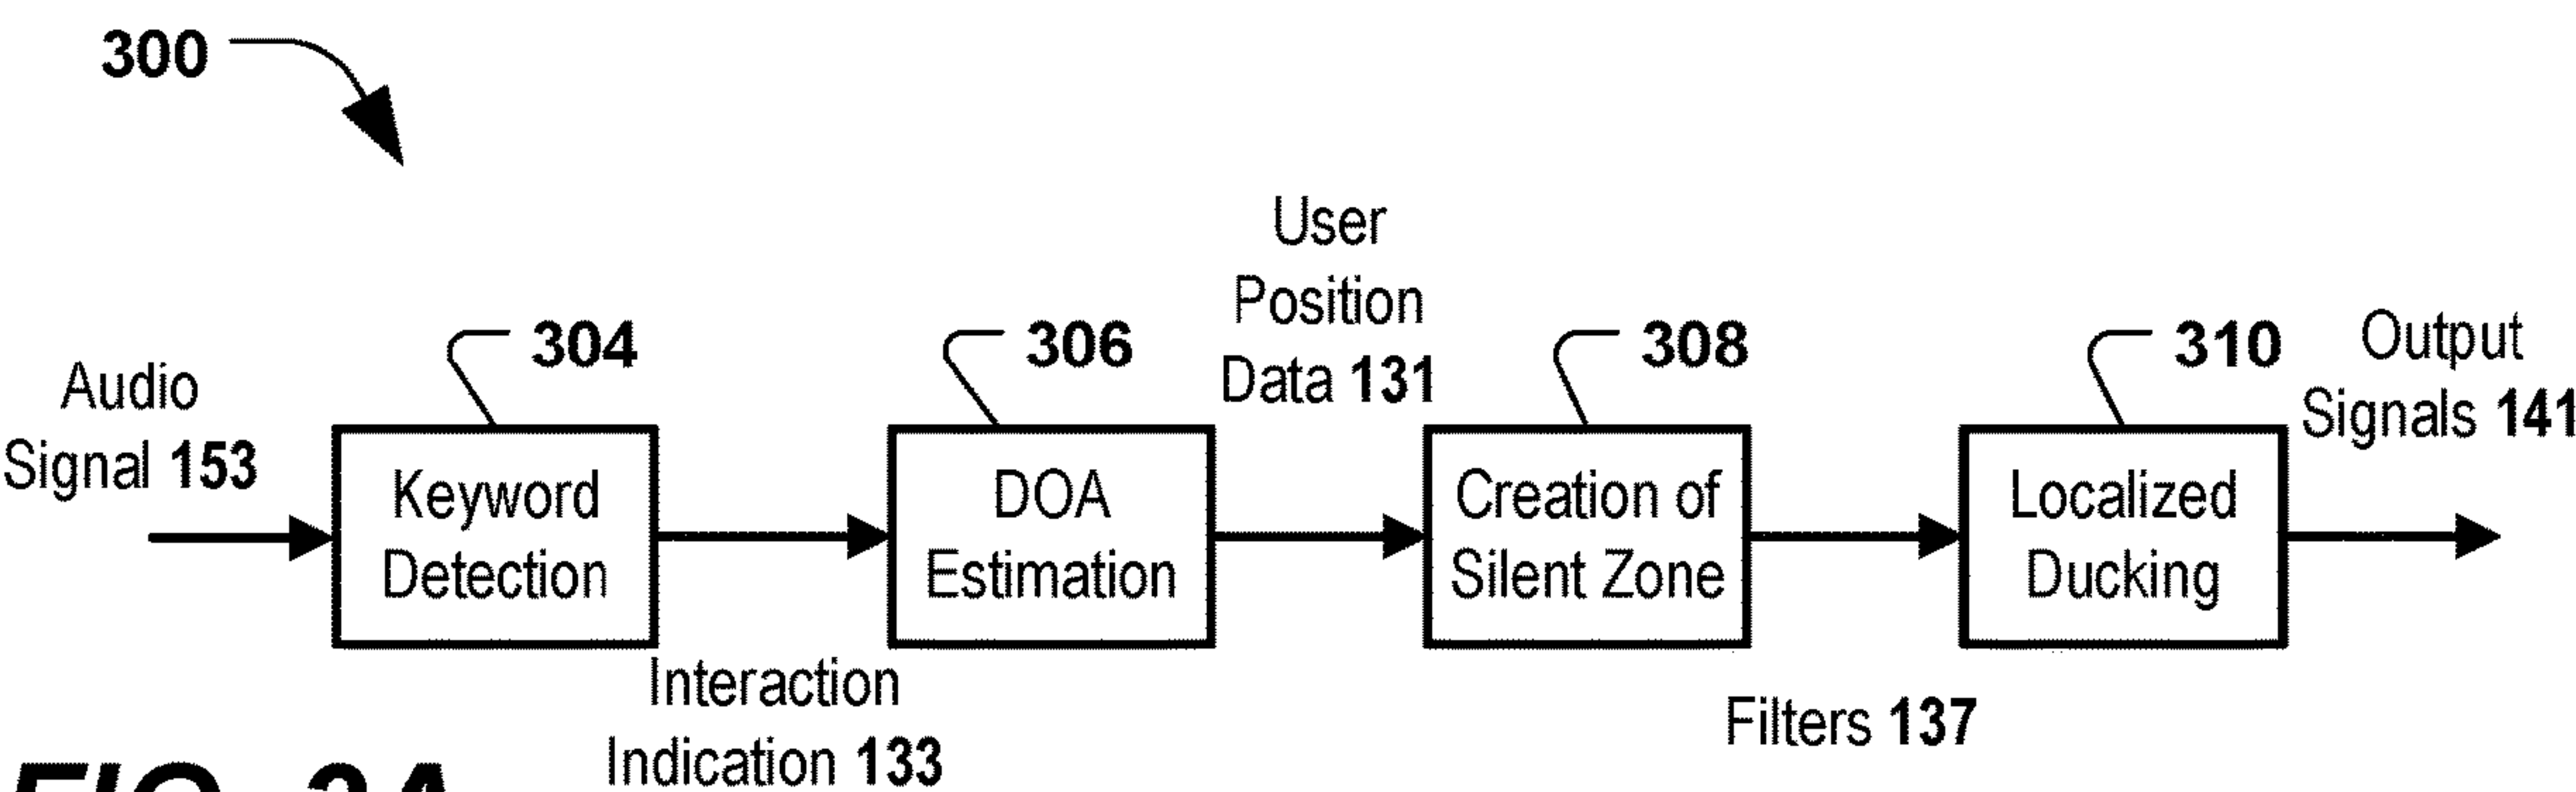 300
User
Position
Data 131
304
306
308
310
Output
Signals 141
Audio
Signal 153
Keyword
Detection
DOA
Estimation
Creation of
Silent Zone
Localized
Ducking
Interaction
Indication 133
Filters 137